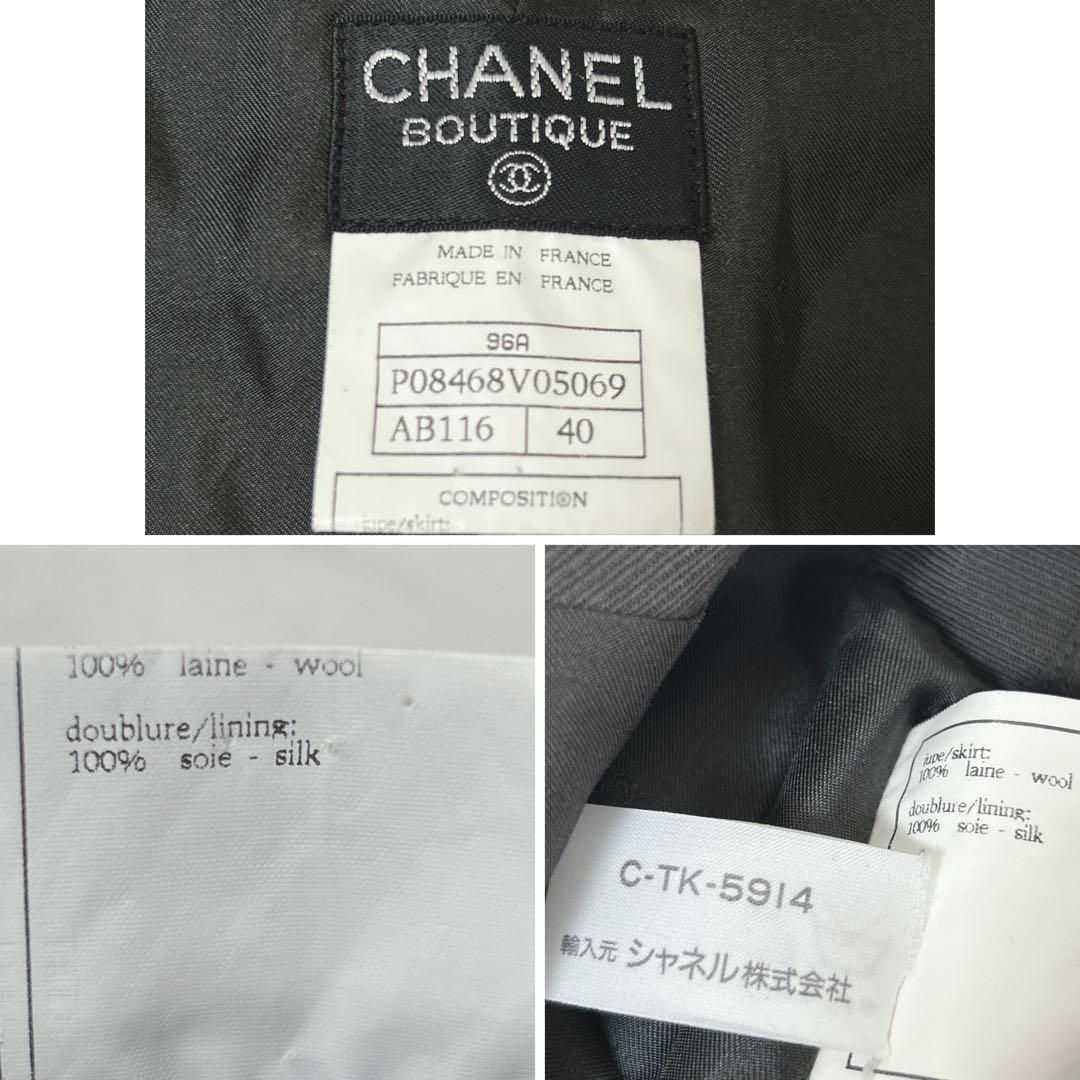 CHANEL
BOUTIQUE
MADE IN FRANCE
FABRIQUE EN FRANCE
96A
P08468V05069
AB116 40
COMPOSITION
jupe/skirt:
100% laine - wool
doublure/lining:
100% soie - silk
jupe/skirt:
100% laine - wool
doublure/lining:
100% soie - silk
C-TK-5914
輸入元 シャネル株式会社